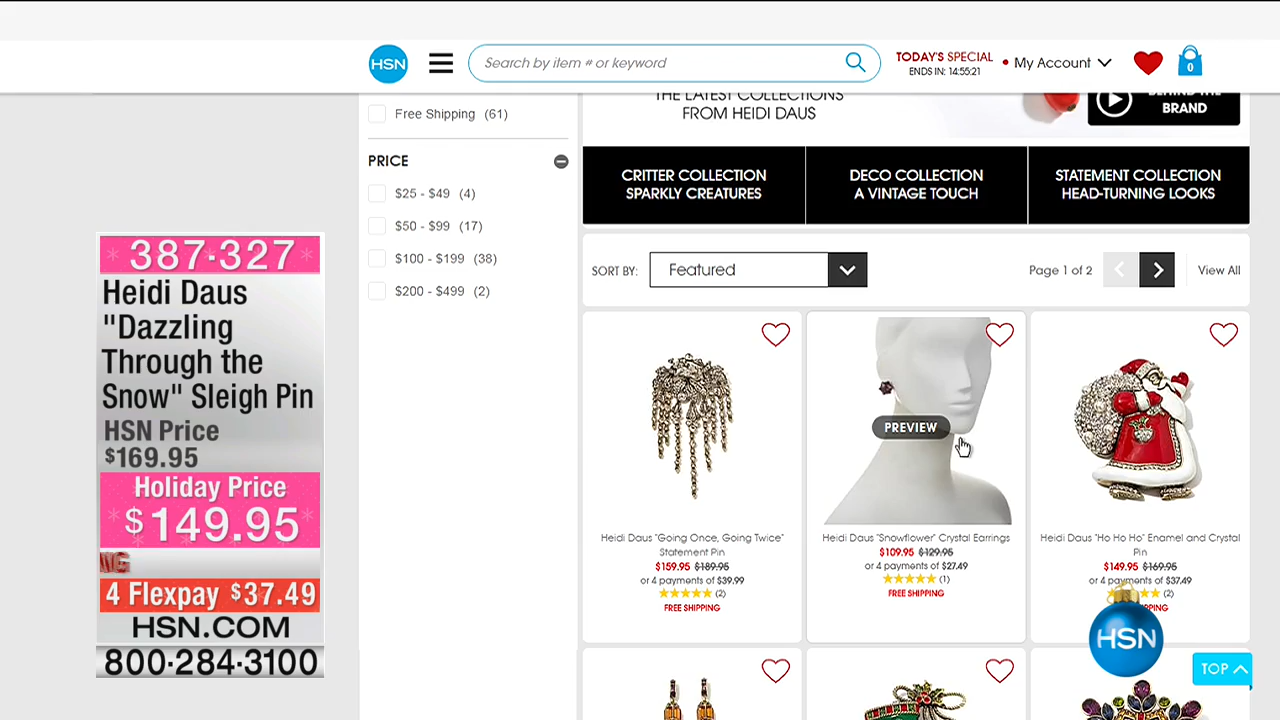 HSN
Search by item # or keyword
TODAY'S SPECIAL
ENDS IN: 14:55:21
My Account
0
Free Shipping (61)
PRICE
$25 - $49 (4)
$50 - $99 (17)
$100 - $199 (38)
$200 - $499 (2)
THE LATEST COLLECTIONS
FROM HEIDI DAUS
BEHIND THE
BRAND
CRITTER COLLECTION
SPARKLY CREATURES
DECO COLLECTION
A VINTAGE TOUCH
STATEMENT COLLECTION
HEAD-TURNING LOOKS
SORT BY:
Featured
Page 1 of 2
View All
387·327
Heidi Daus
"Dazzling
Through the
Snow" Sleigh Pin
HSN Price
$169.95
Holiday Price
$149.95
4 Flexpay $37.49
HSN.COM
800·284·3100
Heidi Daus "Going Once, Going Twice"
Statement Pin
$159.95 $189.95
or 4 payments of $39.99
(2)
FREE SHIPPING
PREVIEW
Heidi Daus "Snowflower" Crystal Earrings
$109.95 $129.95
or 4 payments of $27.49
(1)
FREE SHIPPING
Heidi Daus "Ho Ho Ho" Enamel and Crystal
Pin
$149.95 $169.95
or 4 payments of $37.49
(2)
HSN
TOP